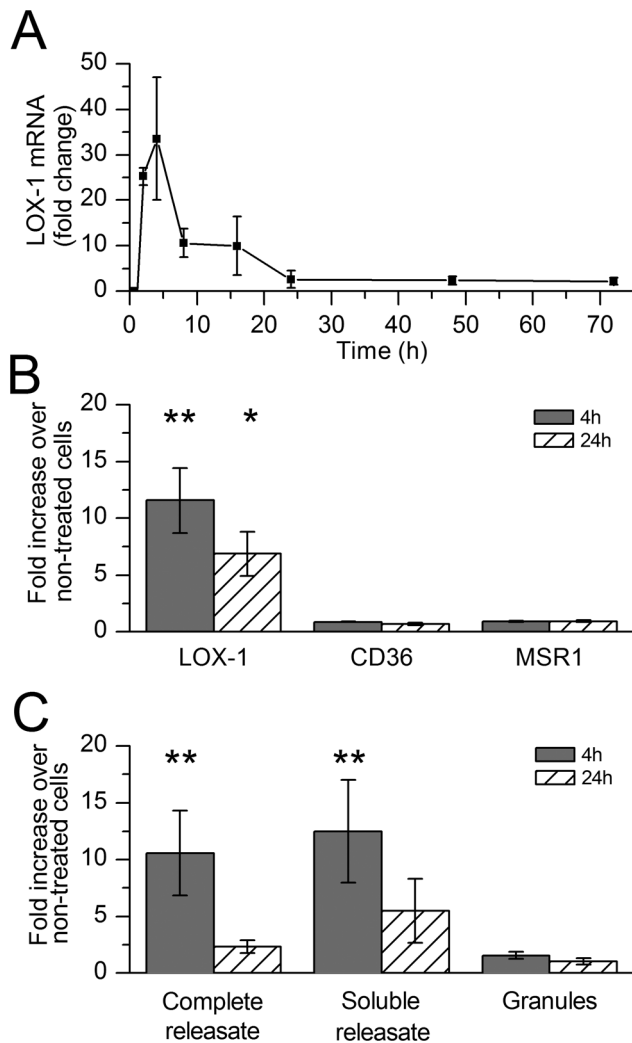 A
LOX-1 mRNA
(fold change)
50
40
30
20
10
0
0 10 20 30 40 50 60 70
Time (h)
B
Fold increase over
non-treated cells
20
15
10
5
0
** *
4h
24h
LOX-1 CD36 MSR1
C
Fold increase over
non-treated cells
20
15
10
5
0
** **
4h
24h
Complete
releasate
Soluble
releasate
Granules